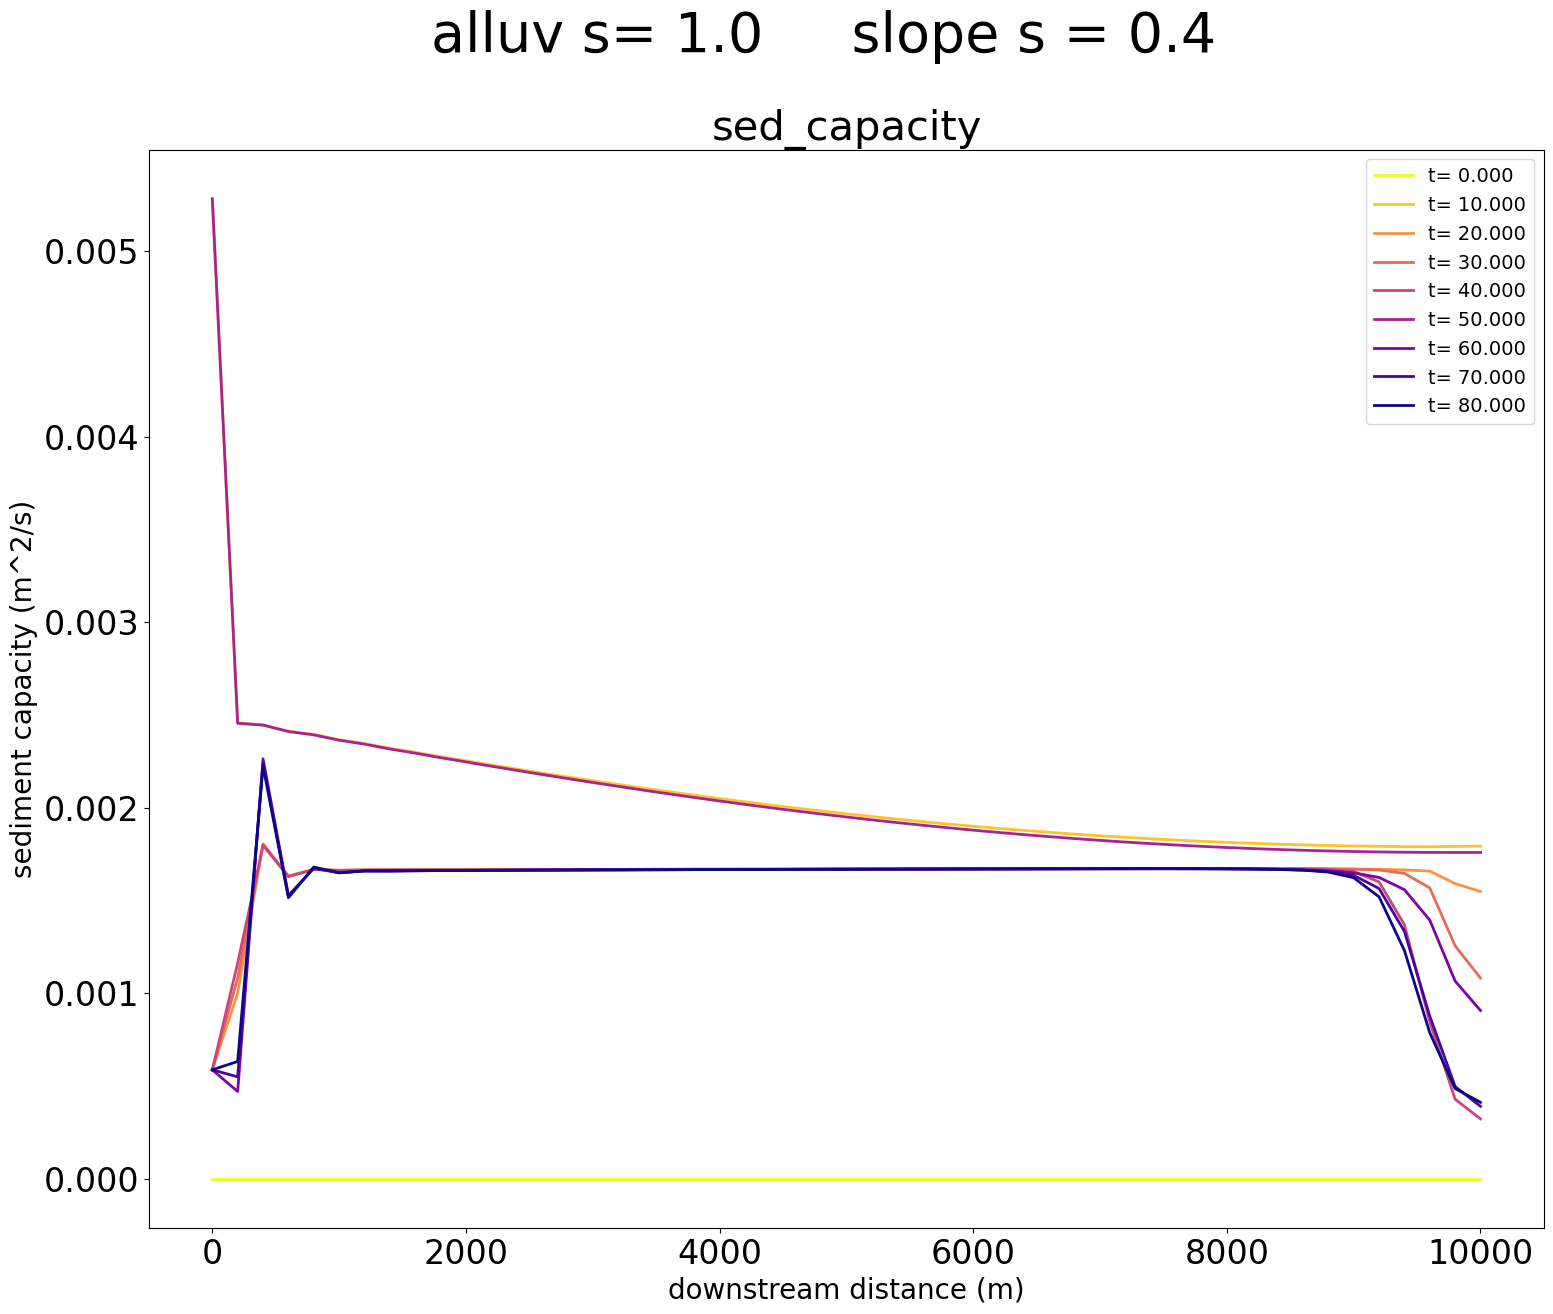 alluv s= 1.0 slope s = 0.4
sed_capacity
t= 0.000
t= 10.000
t= 20.000
t= 30.000
t= 40.000
t= 50.000
t= 60.000
t= 70.000
t= 80.000
sediment capacity (m^2/s)
0.005
0.004
0.003
0.002
0.001
0.000
0 2000 4000 6000 8000 10000
downstream distance (m)